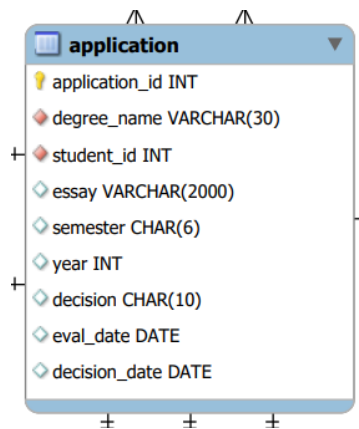 application
application_id INT
degree_name VARCHAR(30)
student_id INT
essay VARCHAR(2000)
semester CHAR(6)
year INT
decision CHAR(10)
eval_date DATE
decision_date DATE